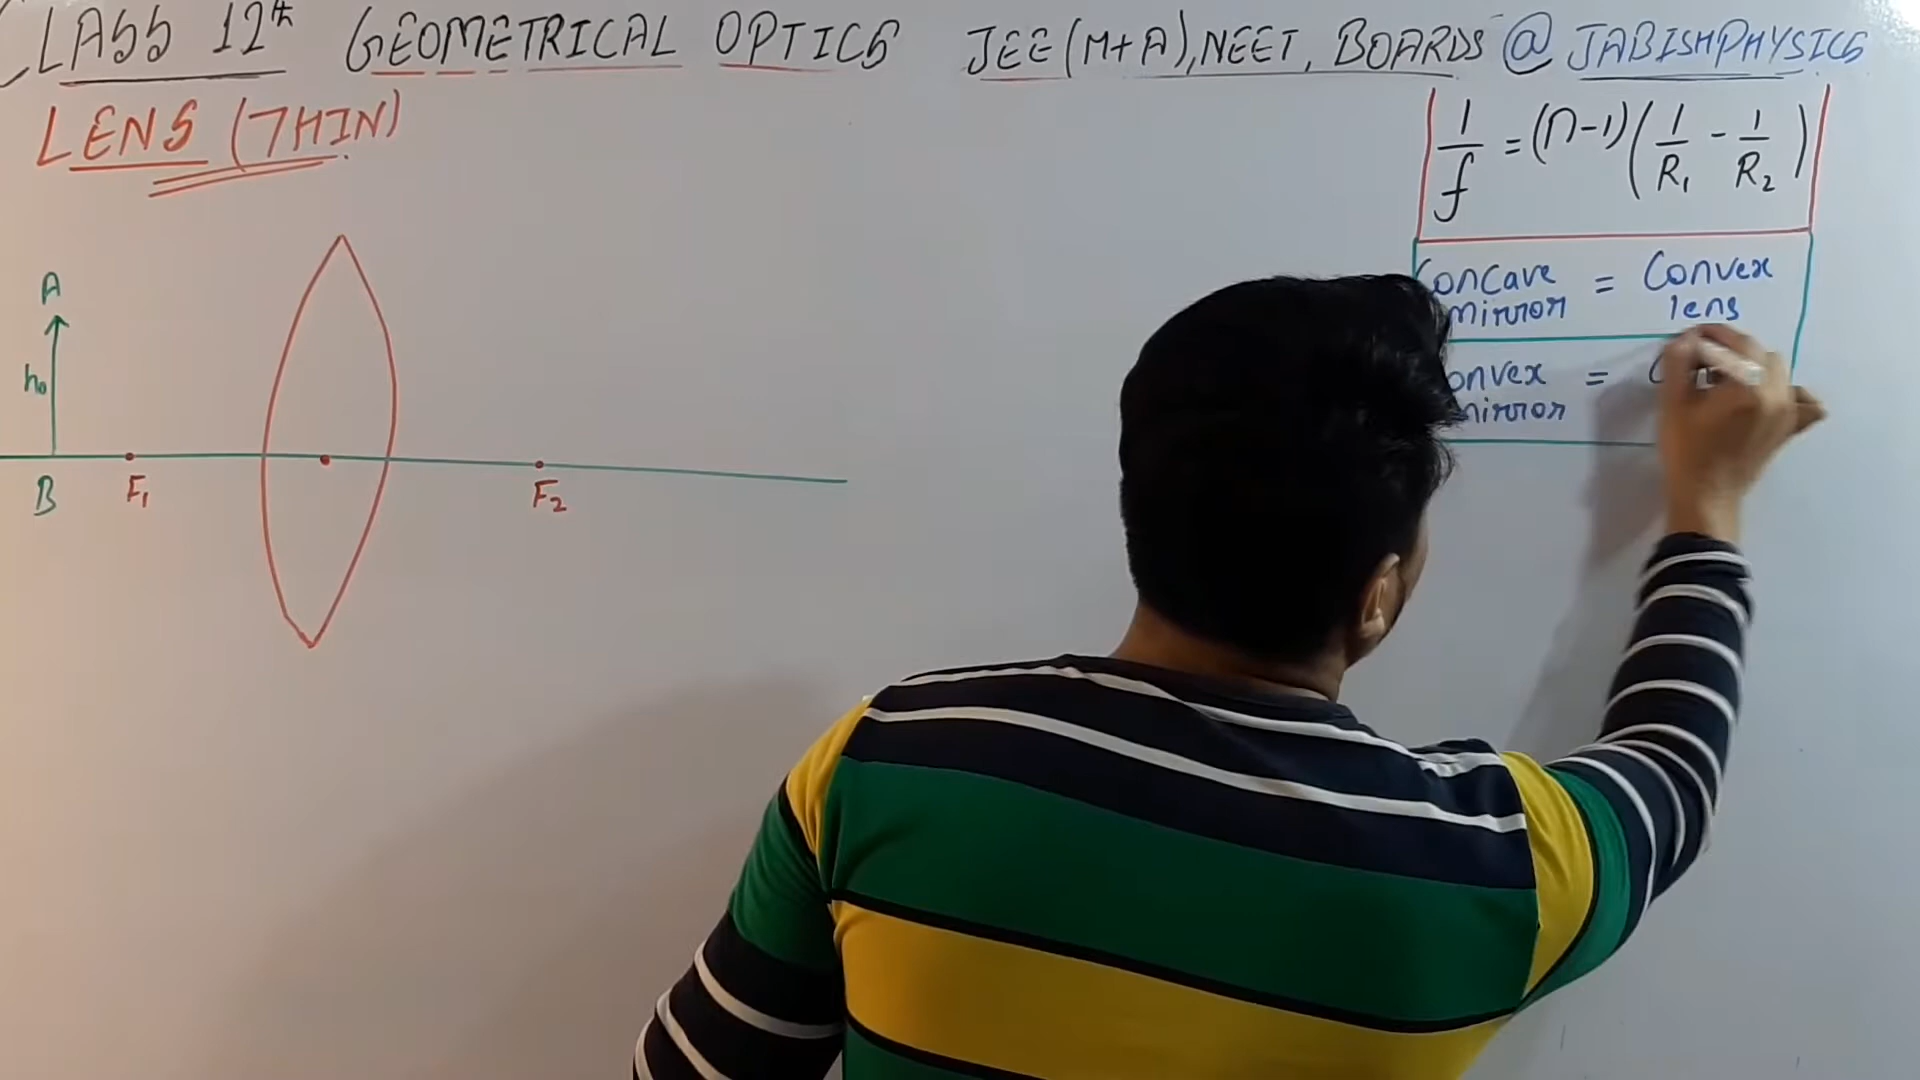 CLASS 12th GEOMETRICAL OPTICS JEE (M+A), NEET, BOARDS @ JABISHPHYSICS
LENS (THIN)
1/f = (n-1)(1/R1 - 1/R2)
Concave mirror = Convex lens
onvex mirror =
A
h0
B
F1
F2